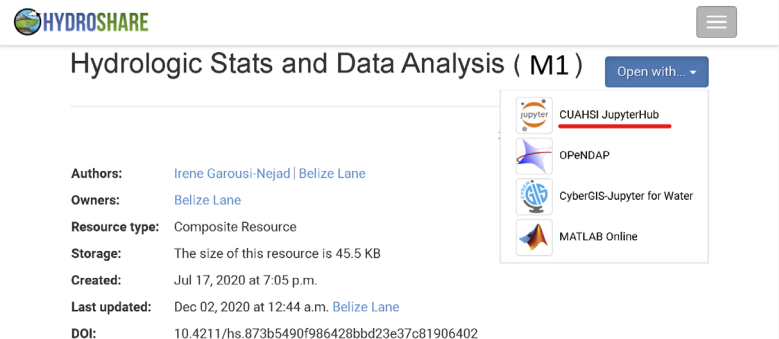 HYDROSHARE
Hydrologic Stats and Data Analysis ( M1 )
Open with...
jupyter
CUAHSI JupyterHub
OPeNDAP
GIS
CyberGIS-Jupyter for Water
MATLAB Online
Authors: Irene Garousi-Nejad | Belize Lane
Owners: Belize Lane
Resource type: Composite Resource
Storage: The size of this resource is 45.5 KB
Created: Jul 17, 2020 at 7:05 p.m.
Last updated: Dec 02, 2020 at 12:44 a.m. Belize Lane
DOI: 10.4211/hs.873b5490f986428bbd23e37c81906402